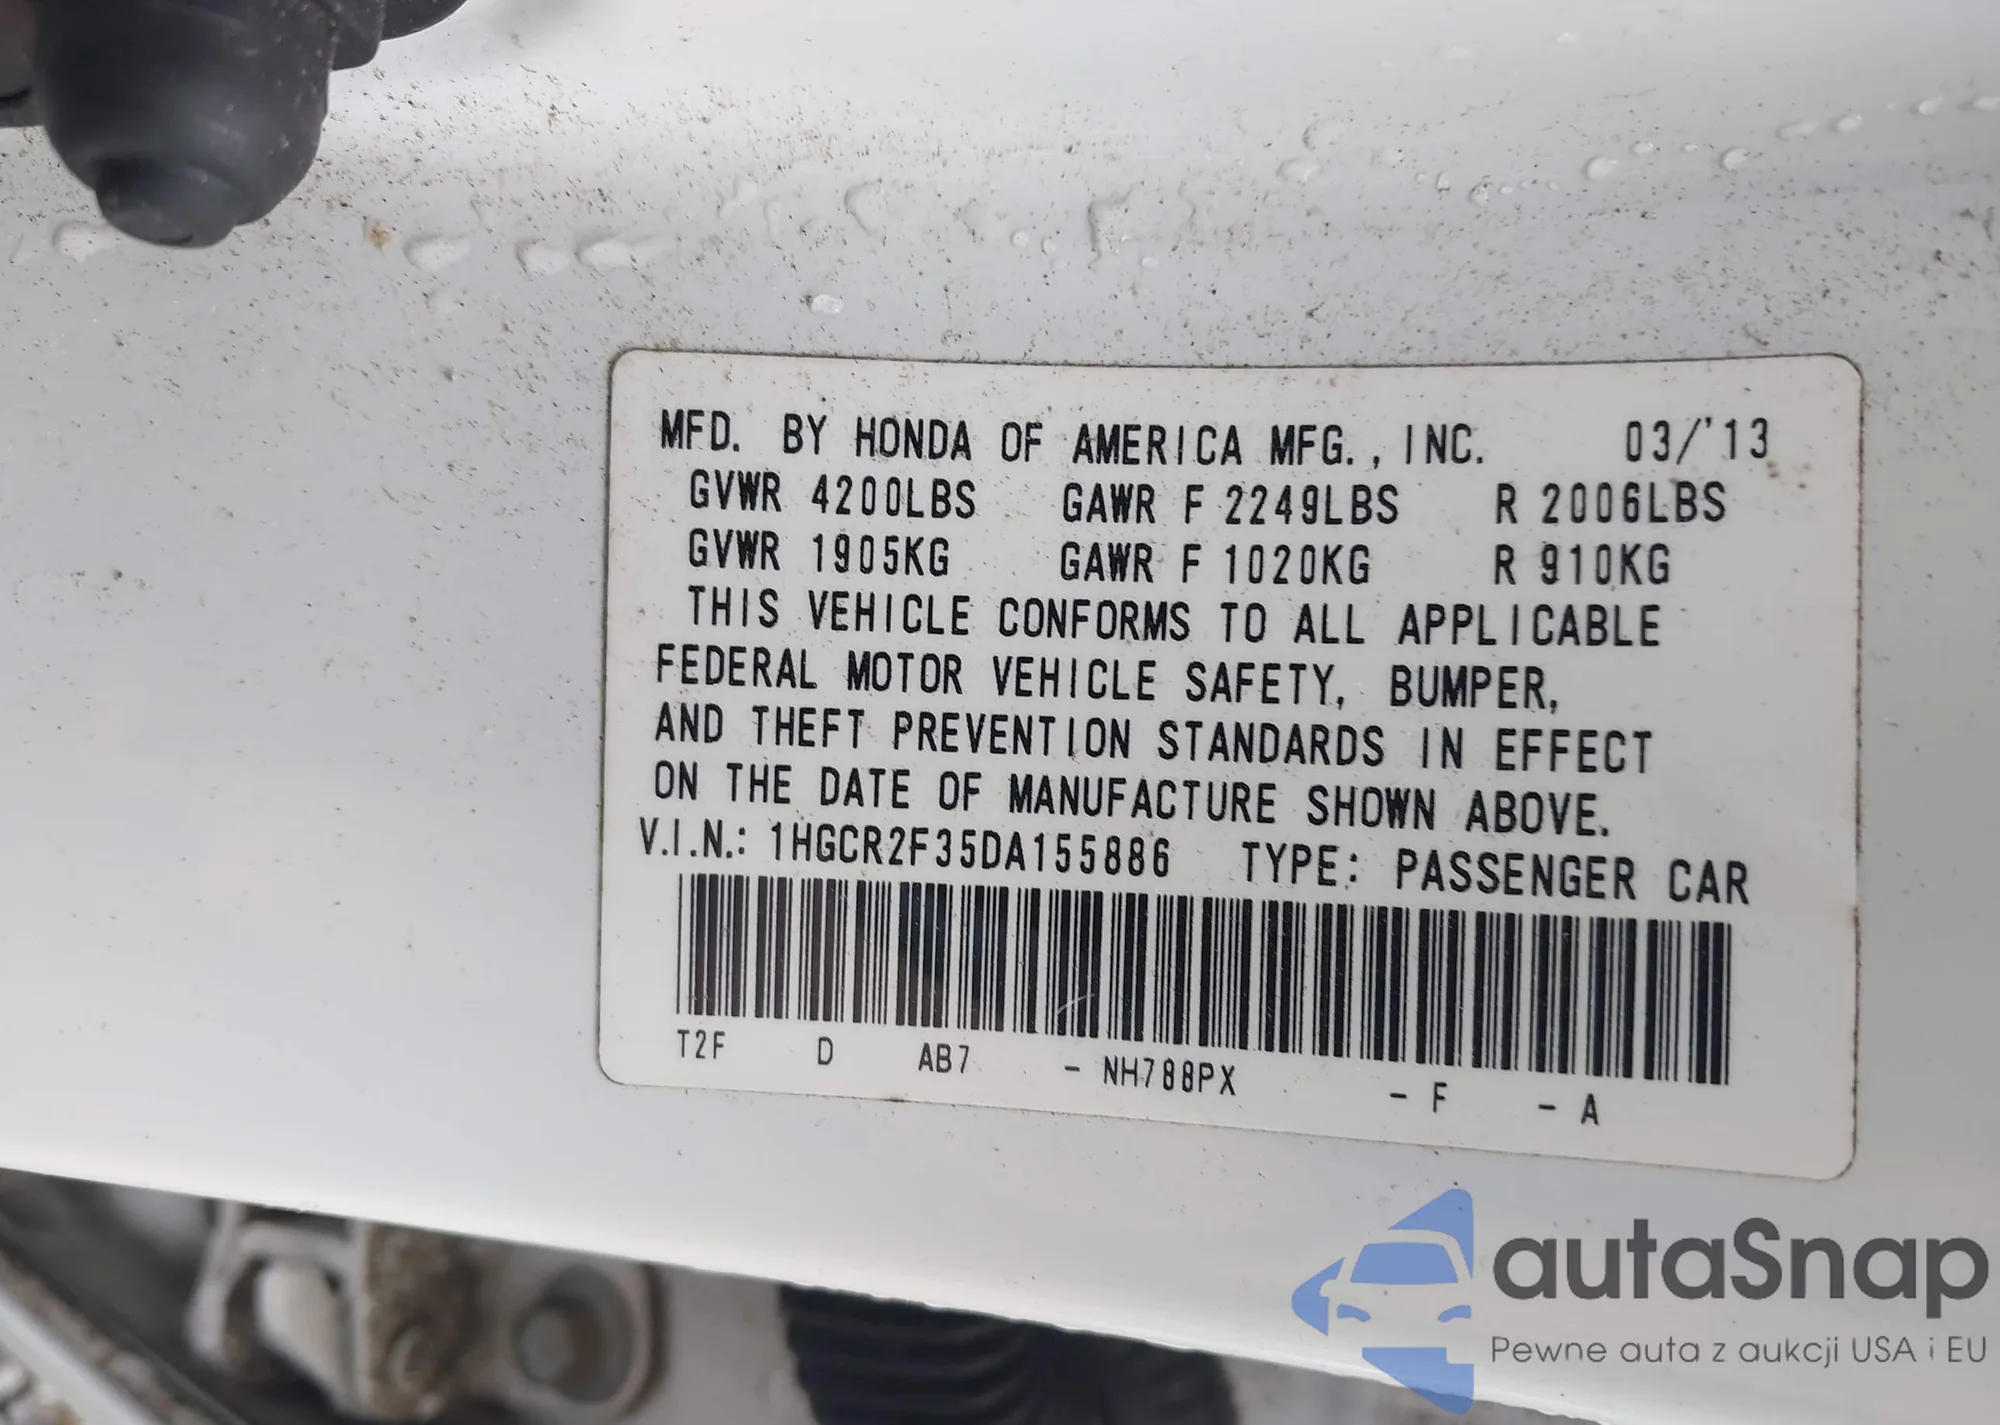 MFD. BY HONDA OF AMERICA MFG., INC. 03/'13
GVWR 4200LBS GAWR F 2249LBS R 2006LBS
GVWR 1905KG GAWR F 1020KG R 910KG
THIS VEHICLE CONFORMS TO ALL APPLICABLE
FEDERAL MOTOR VEHICLE SAFETY, BUMPER,
AND THEFT PREVENTION STANDARDS IN EFFECT
ON THE DATE OF MANUFACTURE SHOWN ABOVE.
V.I.N.: 1HGCR2F35DA155886 TYPE: PASSENGER CAR
T2F D AB7 - NH788PX - F - A
autaSnap
Pewne auta z aukcji USA i EU